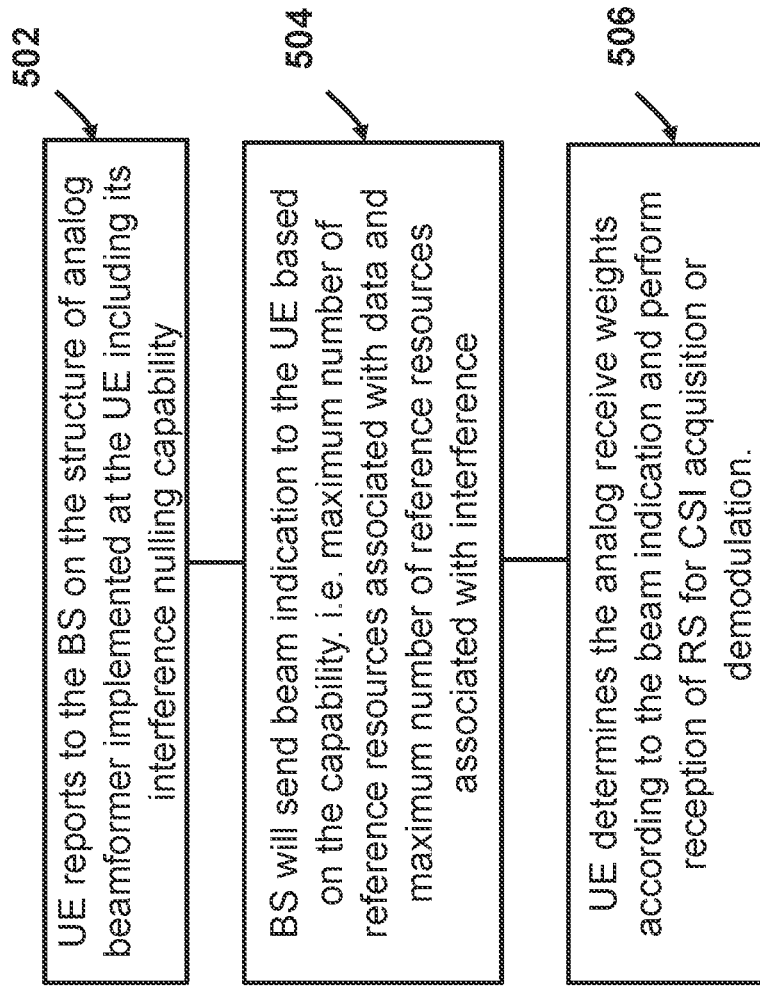 502
UE reports to the BS on the structure of analog
beamformer implemented at the UE including its
interference nulling capability
504
BS will send beam indication to the UE based
on the capability. i.e. maximum number of
reference resources associated with data and
maximum number of reference resources
associated with interference
506
UE determines the analog receive weights
according to the beam indication and perform
reception of RS for CSI acquisition or
demodulation.